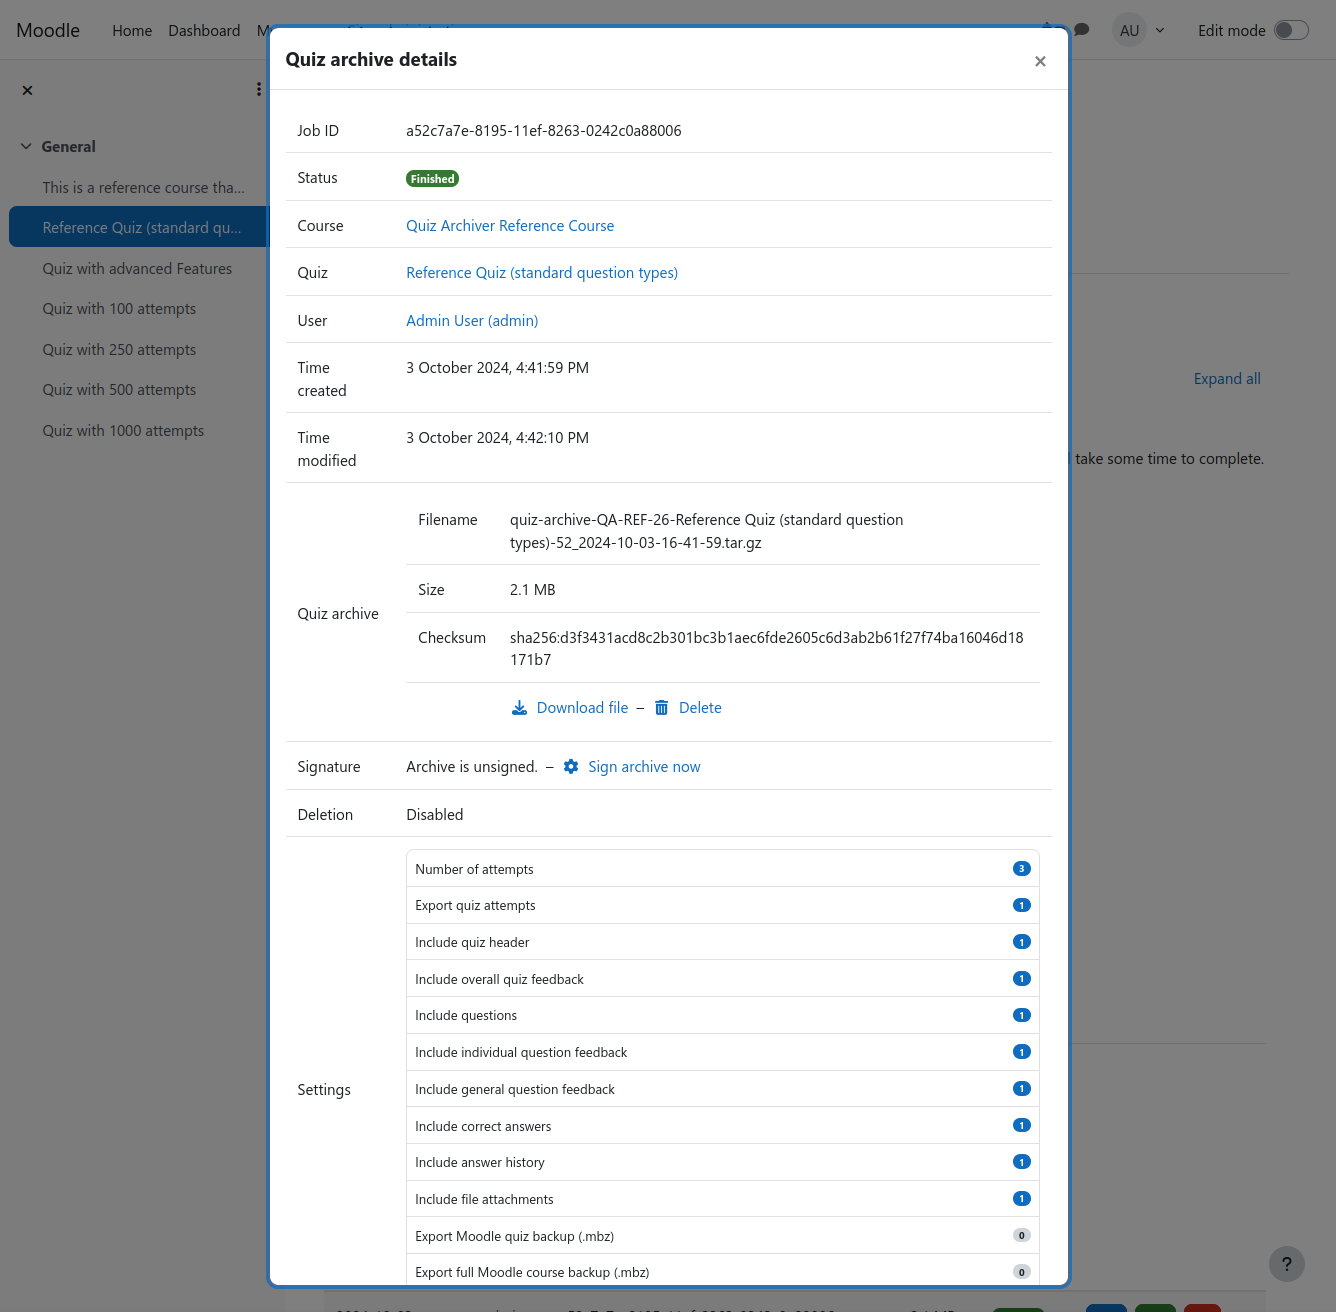 Moodle
Home Dashboard
AU
Edit mode
General
This is a reference course tha...
Reference Quiz (standard qu...
Quiz with advanced Features
Quiz with 100 attempts
Quiz with 250 attempts
Quiz with 500 attempts
Quiz with 1000 attempts
Expand all
take some time to complete.
Quiz archive details
×
Job ID a52c7a7e-8195-11ef-8263-0242c0a88006
Status Finished
Course Quiz Archiver Reference Course
Quiz Reference Quiz (standard question types)
User Admin User (admin)
Time created 3 October 2024, 4:41:59 PM
Time modified 3 October 2024, 4:42:10 PM
Quiz archive
Filename quiz-archive-QA-REF-26-Reference Quiz (standard question
types)-52_2024-10-03-16-41-59.tar.gz
Size 2.1 MB
Checksum sha256:d3f3431acd8c2b301bc3b1aec6fde2605c6d3ab2b61f27f74ba16046d18
171b7
Download file – Delete
Signature Archive is unsigned. – Sign archive now
Deletion Disabled
Settings
Number of attempts 3
Export quiz attempts 1
Include quiz header 1
Include overall quiz feedback 1
Include questions 1
Include individual question feedback 1
Include general question feedback 1
Include correct answers 1
Include answer history 1
Include file attachments 1
Export Moodle quiz backup (.mbz) 0
Export full Moodle course backup (.mbz) 0
?